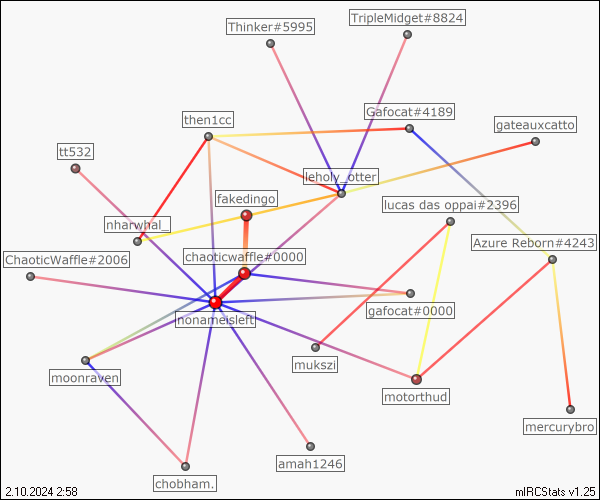 TripleMidget#8824
Thinker#5995
Gafocat#4189
then1cc
gateauxcatto
tt532
leholy_otter
fakedingo
lucas das oppai#2396
nharwhal_
Azure Reborn#4243
chaoticwaffle#0000
ChaoticWaffle#2006
gafocat#0000
nonameisleft
mukszi
moonraven
motorthud
mercurybro
amah1246
chobham.
2.10.2024 2:58
mIRCStats v1.25